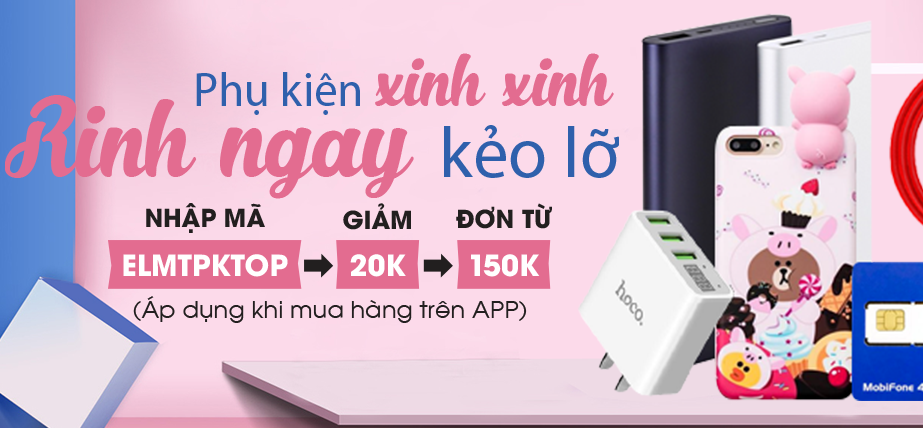 Phụ kiện xinh xinh
Rinh ngay kẻo lỡ
NHẬP MÃ GIẢM ĐƠN TỪ
ELMTPKTOP 20K 150K
(Áp dụng khi mua hàng trên APP)
hoco.
MobiFone 4